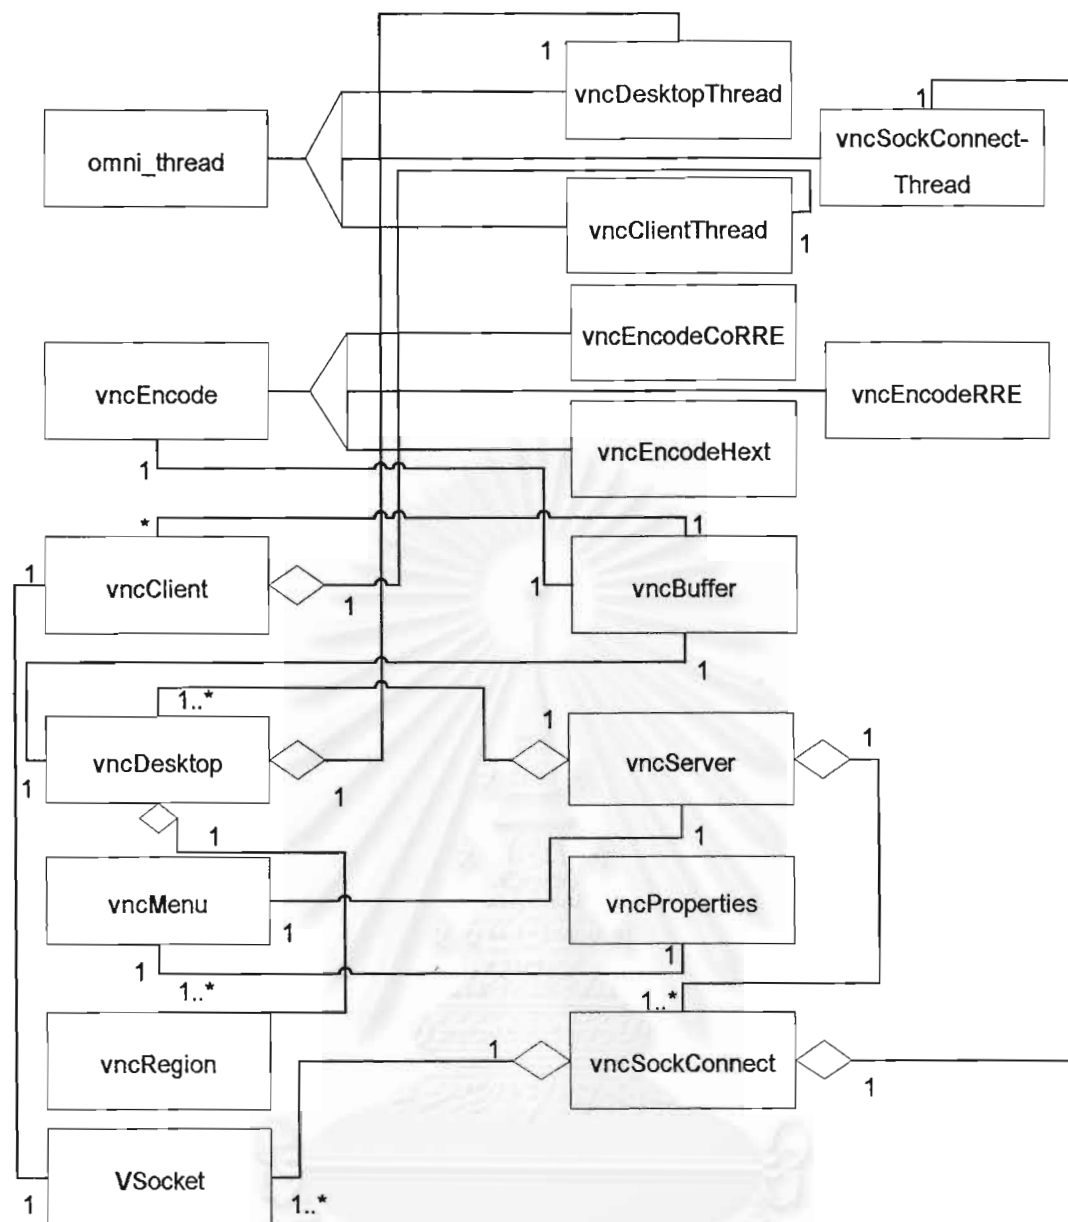 1
vncDesktopThread
1
omni_thread
vncSockConnect-
Thread
vncClientThread
1
vncEncodeCoRRE
vncEncode
vncEncodeRRE
vncEncodeHext
1
*
1
1
vncClient
1
1
vncBuffer
1
1..*
1
1
vncDesktop
vncServer
1
1
1
1
vncMenu
1
vncProperties
1
1
1..*
1..*
vncRegion
1
vncSockConnect
1
VSocket
1
1..*